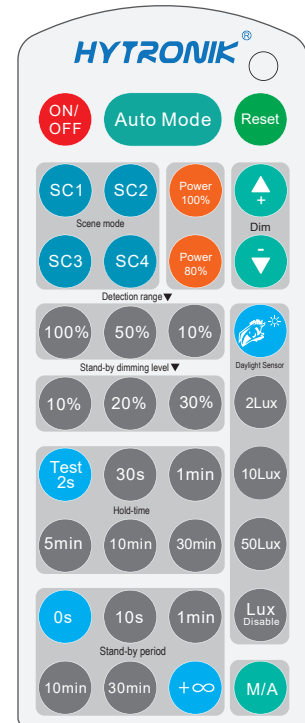 HYTRONIK®
ON/
OFF
Auto Mode
Reset
SC1 SC2
Power
100%
+
Scene mode
Dim
SC3 SC4
Power
80%
-
Detection range▼
100% 50% 10%
Stand-by dimming level▼
Daylight Sensor
10% 20% 30%
2Lux
Test
2s
30s 1min
10Lux
Hold-time
5min 10min 30min
50Lux
0s 10s 1min
Lux
Disable
Stand-by period
10min 30min +∞
M/A